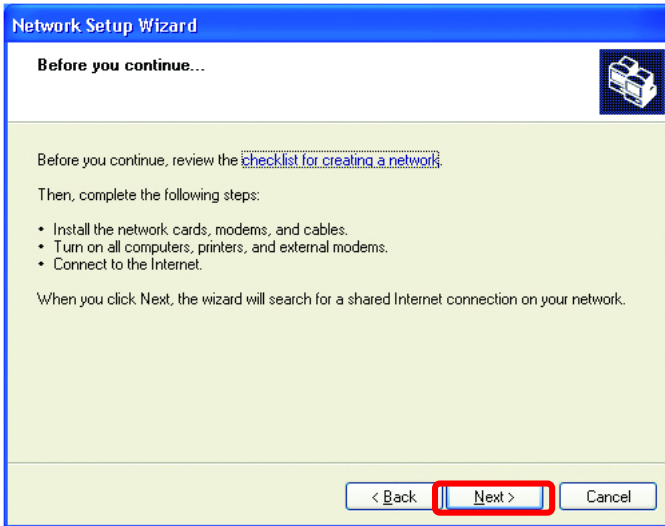 Network Setup Wizard
Before you continue...
Before you continue, review the checklist for creating a network.
Then, complete the following steps:
• Install the network cards, modems, and cables.
• Turn on all computers, printers, and external modems.
• Connect to the Internet.
When you click Next, the wizard will search for a shared Internet connection on your network.
< Back Next > Cancel